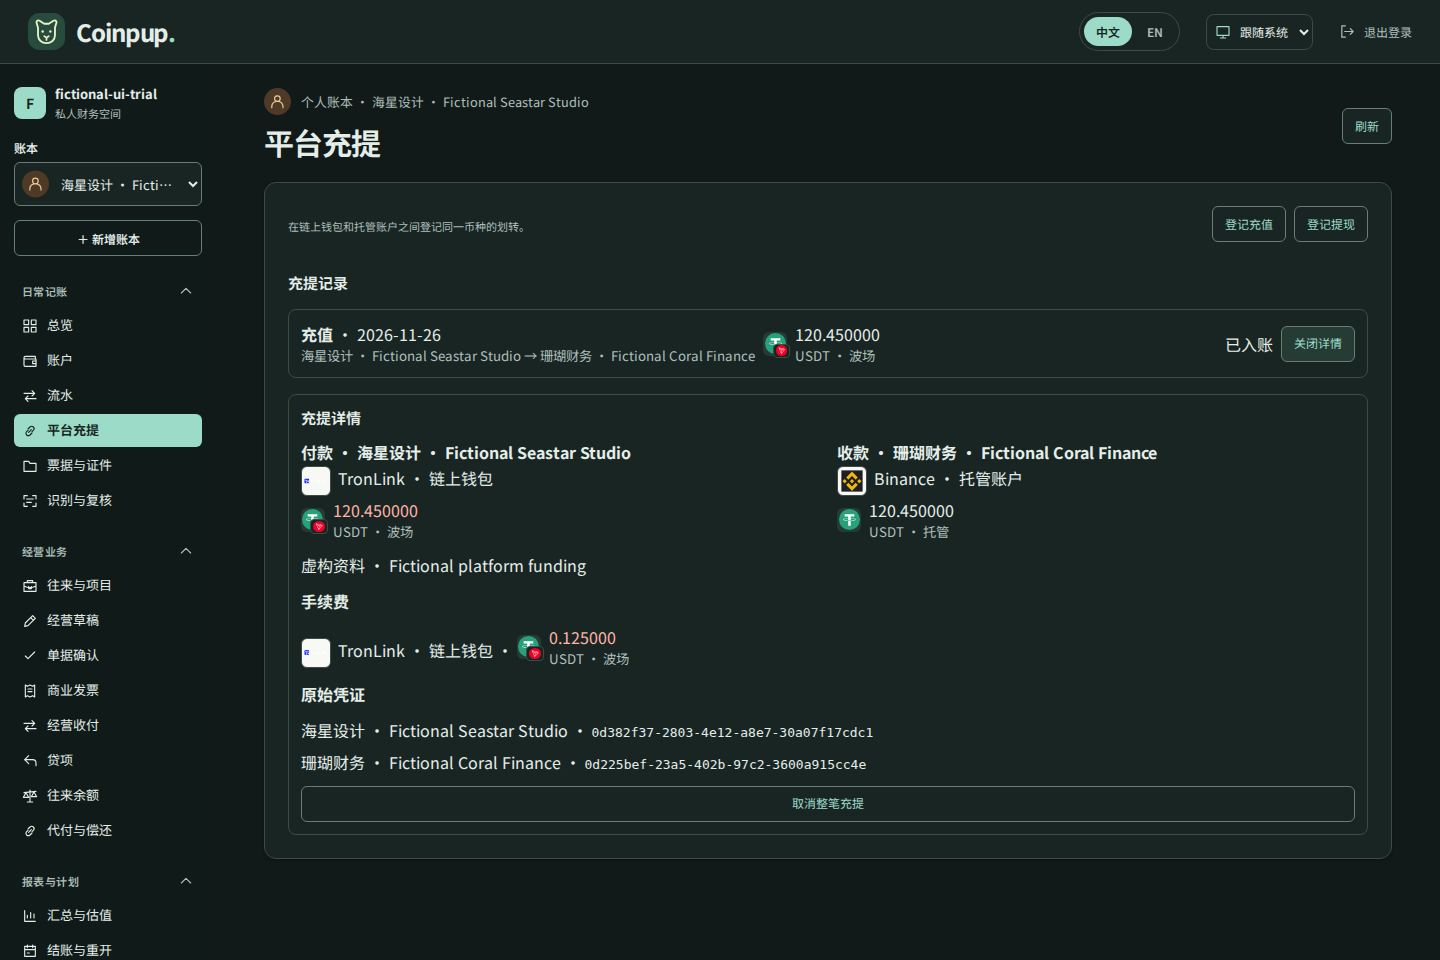 Coinpup.
中文
EN
跟随系统
退出登录
F
fictional-ui-trial
私人财务空间
账本
海星设计 • Ficti…
+ 新增账本
日常记账
总览
账户
流水
平台充提
票据与证件
识别与复核
经营业务
往来与项目
经营草稿
单据确认
商业发票
经营收付
贷项
往来余额
代付与偿还
报表与计划
汇总与估值
结账与重开
个人账本 • 海星设计 • Fictional Seastar Studio
平台充提
刷新
在链上钱包和托管账户之间登记同一币种的划转。
登记充值
登记提现
充提记录
充值 • 2026-11-26
海星设计 • Fictional Seastar Studio → 珊瑚财务 • Fictional Coral Finance
120.450000
USDT • 波场
已入账
关闭详情
充提详情
付款 • 海星设计 • Fictional Seastar Studio
TronLink • 链上钱包
120.450000
USDT • 波场
收款 • 珊瑚财务 • Fictional Coral Finance
Binance • 托管账户
120.450000
USDT • 托管
虚构资料 • Fictional platform funding
手续费
TronLink • 链上钱包 •
0.125000
USDT • 波场
原始凭证
海星设计 • Fictional Seastar Studio • 0d382f37-2803-4e12-a8e7-30a07f17cdc1
珊瑚财务 • Fictional Coral Finance • 0d225bef-23a5-402b-97c2-3600a915cc4e
取消整笔充提